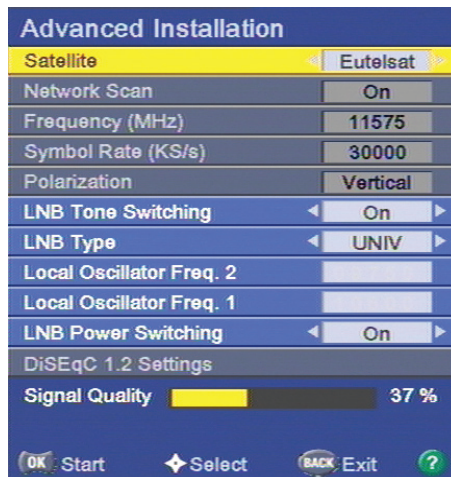 Advanced Installation
Satellite Eutelsat
Network Scan On
Frequency (MHz) 11575
Symbol Rate (KS/s) 30000
Polarization Vertical
LNB Tone Switching On
LNB Type UNIV
Local Oscillator Freq. 2
Local Oscillator Freq. 1
LNB Power Switching On
DiSEqC 1.2 Settings
Signal Quality 37 %
OK Start Select BACK Exit ?